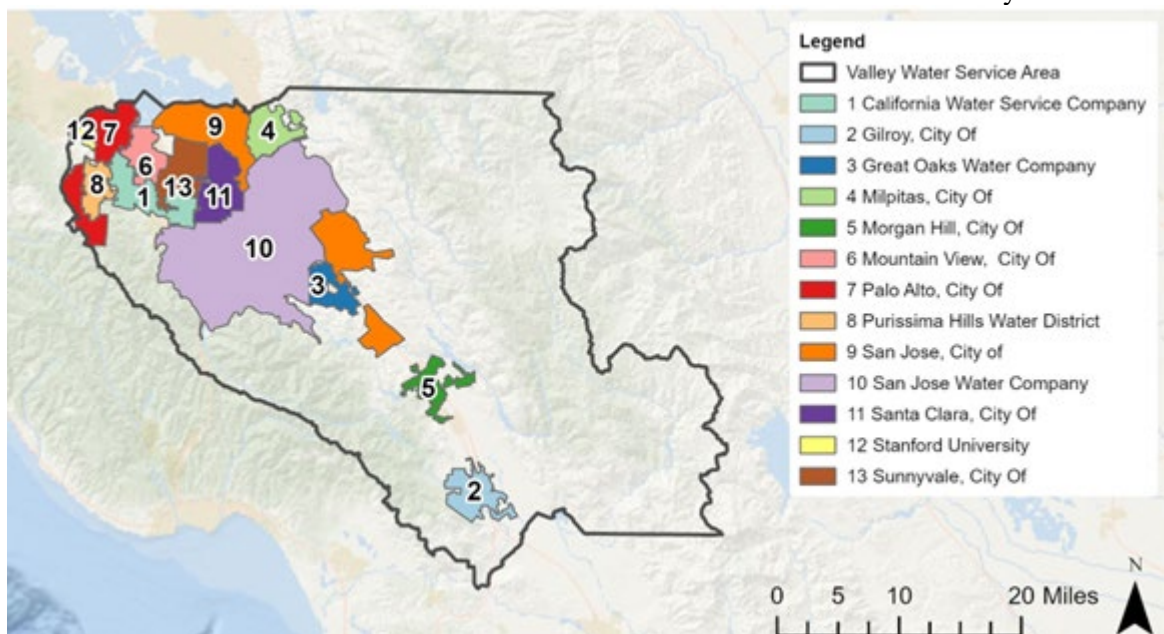 Legend
Valley Water Service Area
1 California Water Service Company
2 Gilroy, City Of
3 Great Oaks Water Company
4 Milpitas, City Of
5 Morgan Hill, City Of
6 Mountain View, City Of
7 Palo Alto, City Of
8 Purissima Hills Water District
9 San Jose, City of
10 San Jose Water Company
11 Santa Clara, City Of
12 Stanford University
13 Sunnyvale, City Of
12
7
9
4
6
8
1
13
11
10
3
5
2
N
0 5 10 20 Miles